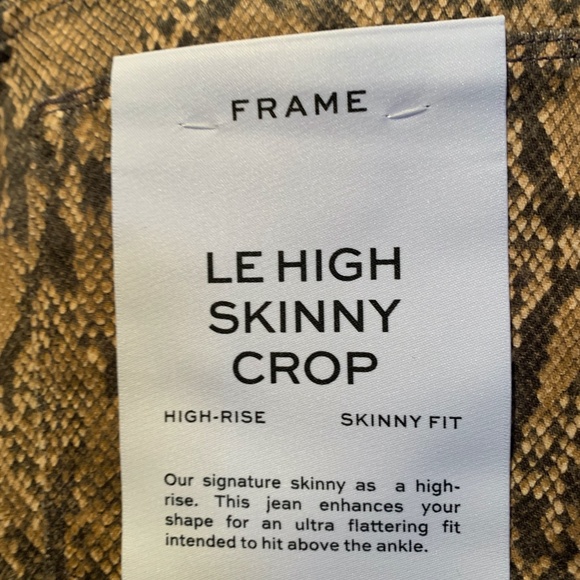 FRAME
LE HIGH
SKINNY
CROP
HIGH-RISE SKINNY FIT
Our signature skinny as a high-
rise. This jean enhances your
shape for an ultra flattering fit
intended to hit above the ankle.